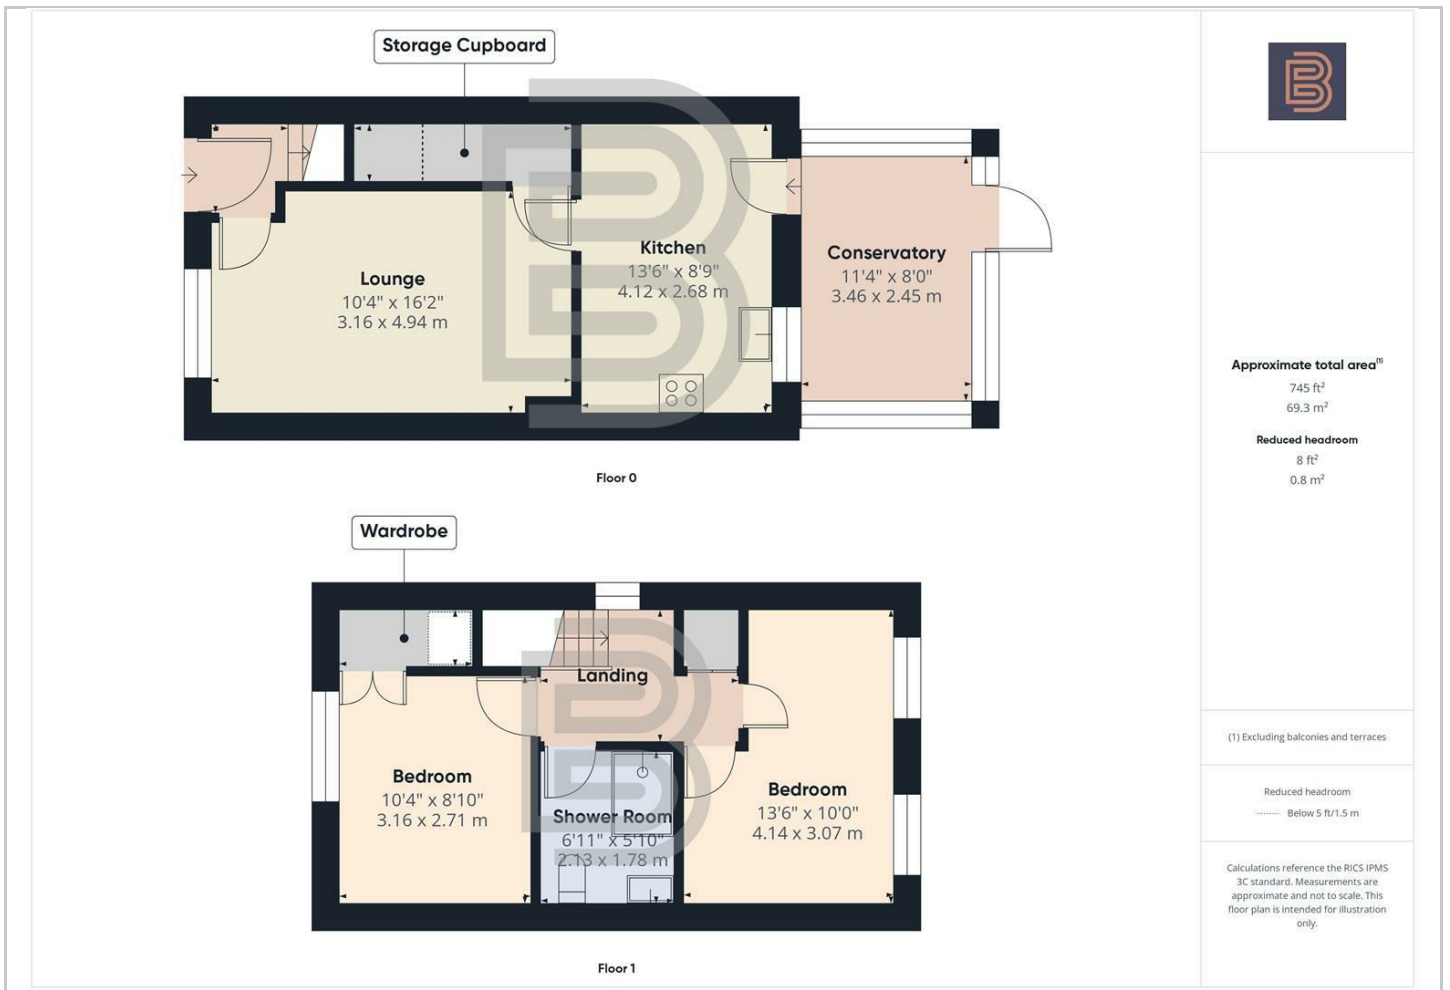 Storage Cupboard
Lounge
10'4" x 16'2"
3.16 x 4.94 m
Kitchen
13'6" x 8'9"
4.12 x 2.68 m
Conservatory
11'4" x 8'0"
3.46 x 2.45 m
Floor 0
Wardrobe
Landing
Bedroom
10'4" x 8'10"
3.16 x 2.71 m
Shower Room
6'11" x 5'10"
2.13 x 1.78 m
Bedroom
13'6" x 10'0"
4.14 x 3.07 m
Floor 1
B
Approximate total area⁽¹⁾
745 ft²
69.3 m²
Reduced headroom
8 ft²
0.8 m²
(1) Excluding balconies and terraces
Reduced headroom
Below 5 ft/1.5 m
Calculations reference the RICS IPMS
3C standard. Measurements are
approximate and not to scale. This
floor plan is intended for illustration
only.